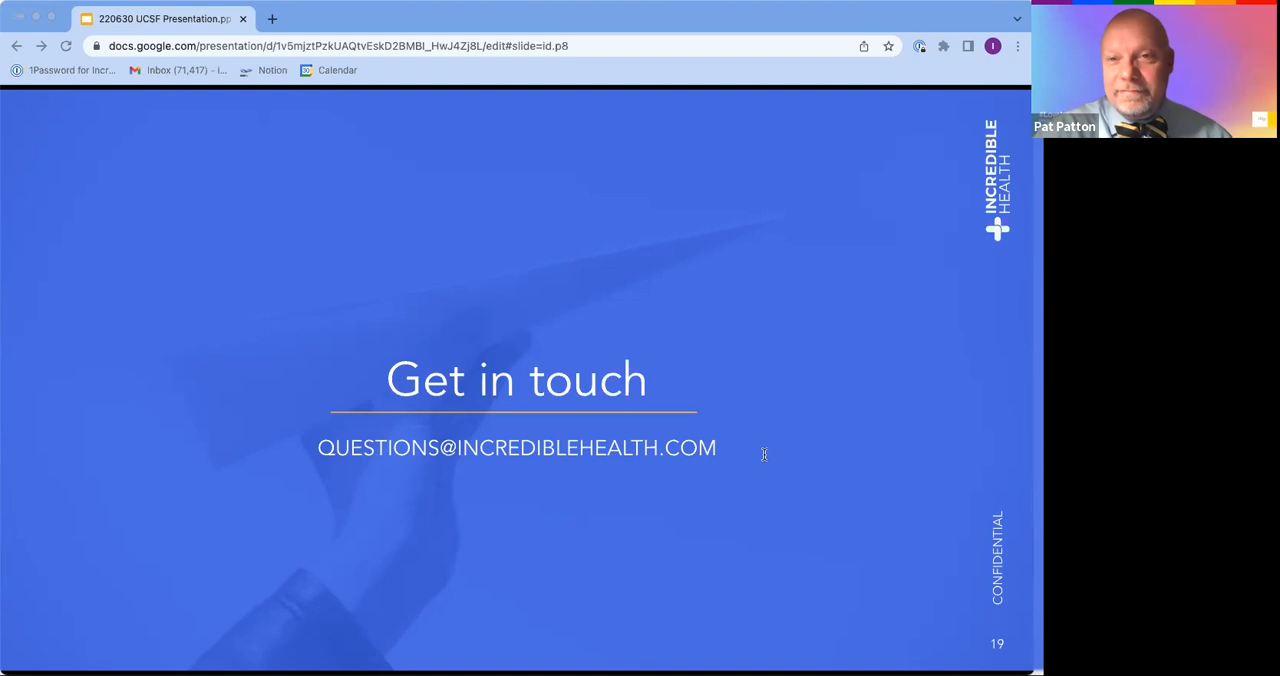 220630 UCSF Presentation.pp
docs.google.com/presentation/d/1v5mjztPzkUAQtvEskD2BMBI_HwJ4Zj8L/edit#slide=id.p8
I
1Password for Incr...
Inbox (71,417) – i...
Notion
Calendar
Pat Patton
INCREDIBLE
HEALTH
Get in touch
QUESTIONS@INCREDIBLEHEALTH.COM
CONFIDENTIAL
19